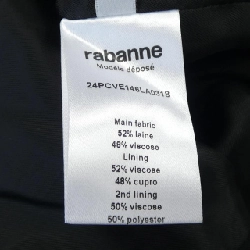 rabanne
Modèle déposé
24PCVE146LA0319
Main fabric
52% laine
48% viscose
Lining
52% viscose
48% cupro
2nd lining
50% viscose
50% polyester